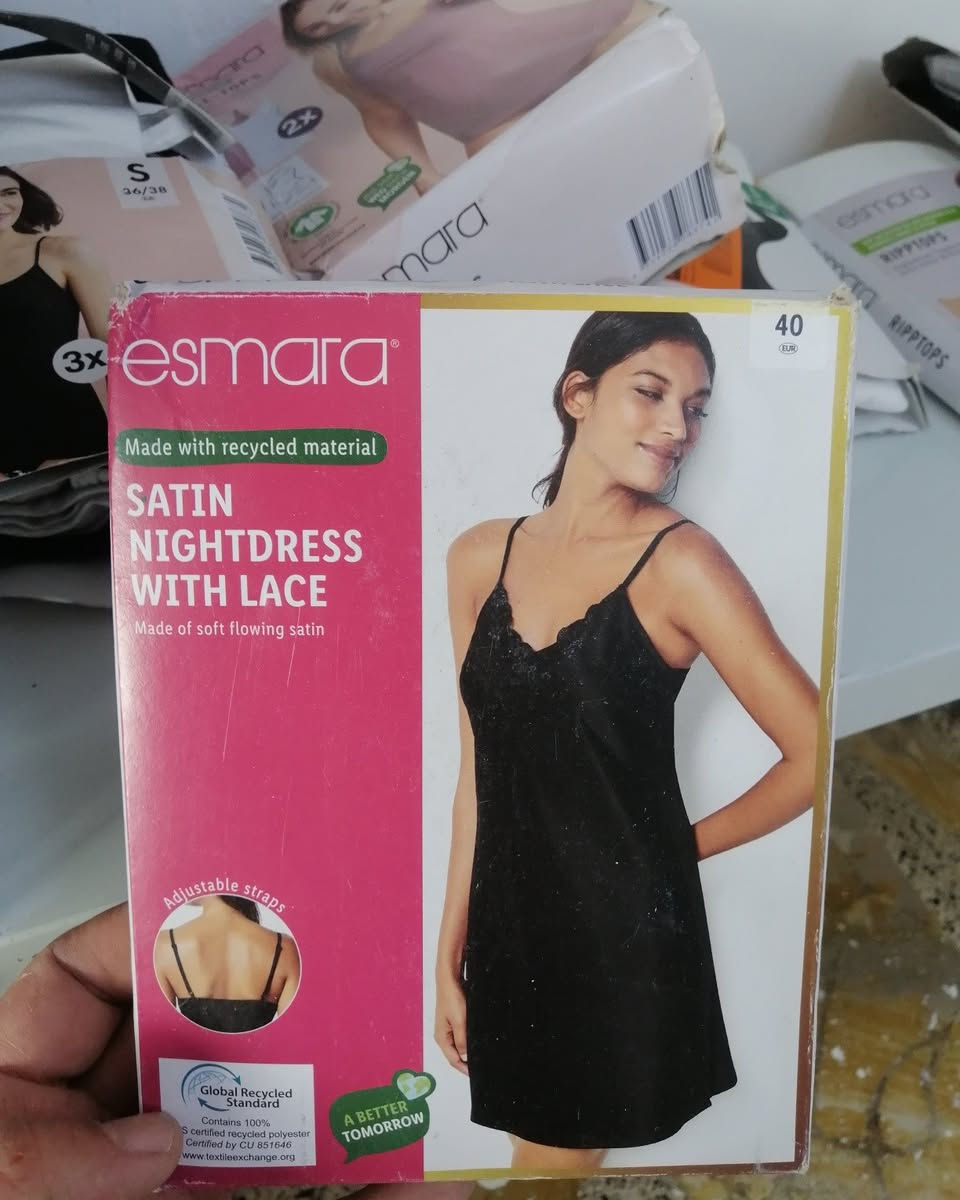 2x
S
36/38
3x
esmara
RIPPTOPS
RIPPTOPS
esmara®
40
EUR
Made with recycled material
SATIN
NIGHTDRESS
WITH LACE
Made of soft flowing satin
Adjustable straps
Global Recycled
Standard
Contains 100%
S certified recycled polyester
Certified by CU 851646
www.textileexchange.org
A BETTER
TOMORROW